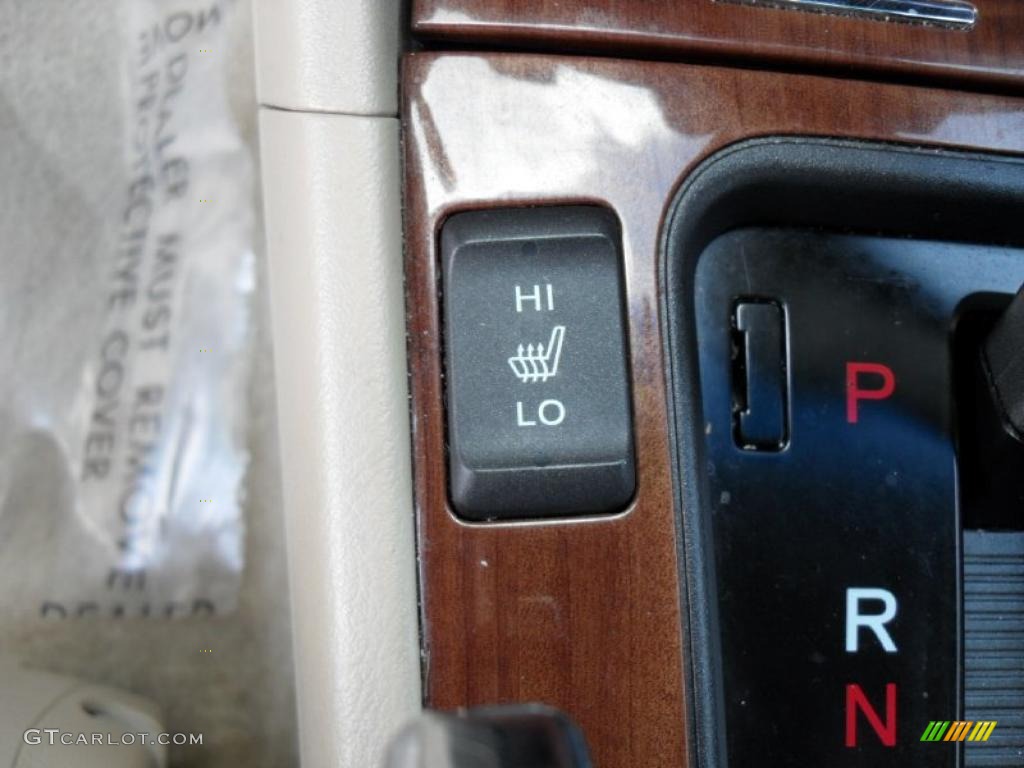 DEALER MUST REMOVE
PROTECTIVE COVER
HI
LO
P
R
N
GTCARLOT.COM